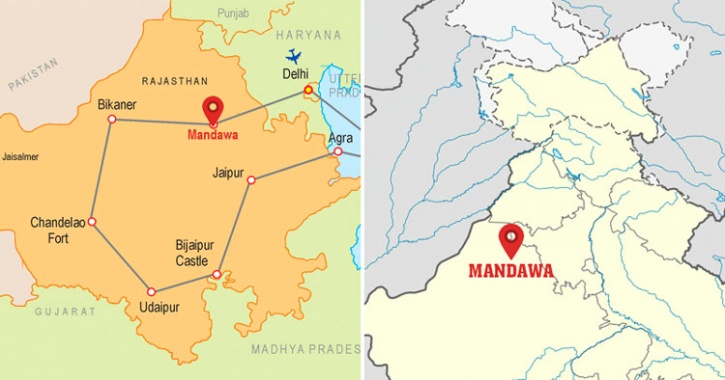 Punjab
HARYANA
PAKISTAN
Delhi
UTTE
PRAD
RAJASTHAN
Bikaner
Mandawa
Agra
Jaisalmer
Jaipur
Chandelao
Fort
Bijaipur
Castle
Udaipur
GUJARAT
MADHYA PRADES
MANDAWA